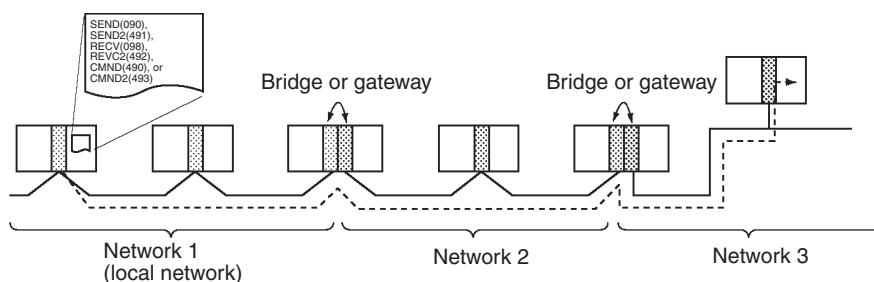 SEND(090),
SEND2(491),
RECV(098),
REVC2(492),
CMND(490), or
CMND2(493)
Bridge or gateway
Bridge or gateway
Network 1
(local network)
Network 2
Network 3